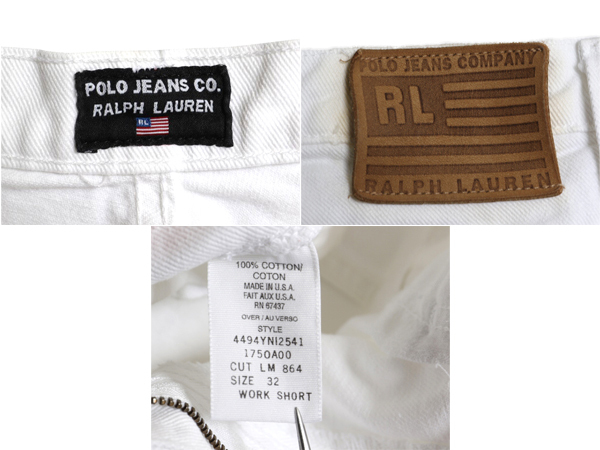 POLO JEANS CO.
RALPH LAUREN
RL
POLO JEANS COMPANY
RL
RALPH LAUREN
100% COTTON/
COTON
MADE IN U.S.A.
FAIT AUX U.S.A.
RN 67437
OVER / AU VERSO
STYLE
4494YNI2541
1750A00
CUT LM 864
SIZE 32
WORK SHORT